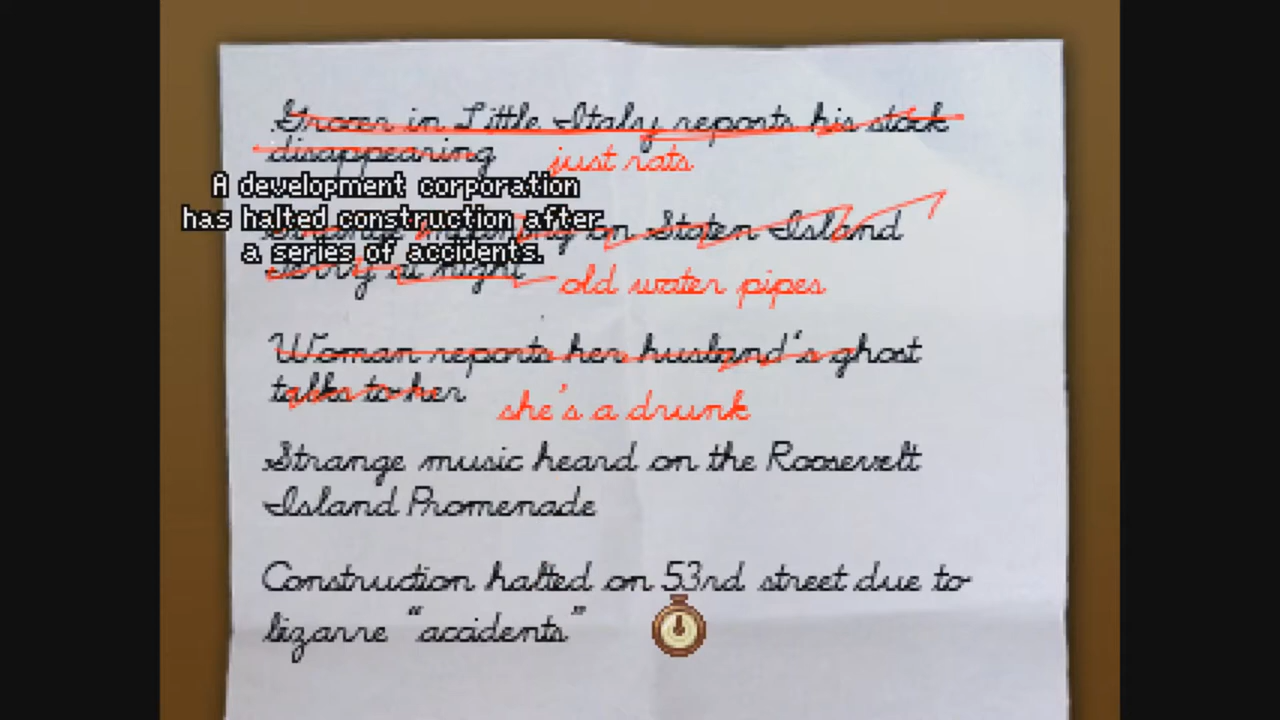 Grocer in Little Italy reports his stock
disappearing
just rats
A development corporation
has halted construction after
a series of accidents.
on Staten Island
at night
old water pipes
Woman reports her husband's ghost
talks to her
she's a drunk
Strange music heard on the Roosevelt
Island Promenade
Construction halted on 53rd street due to
bizarre "accidents"